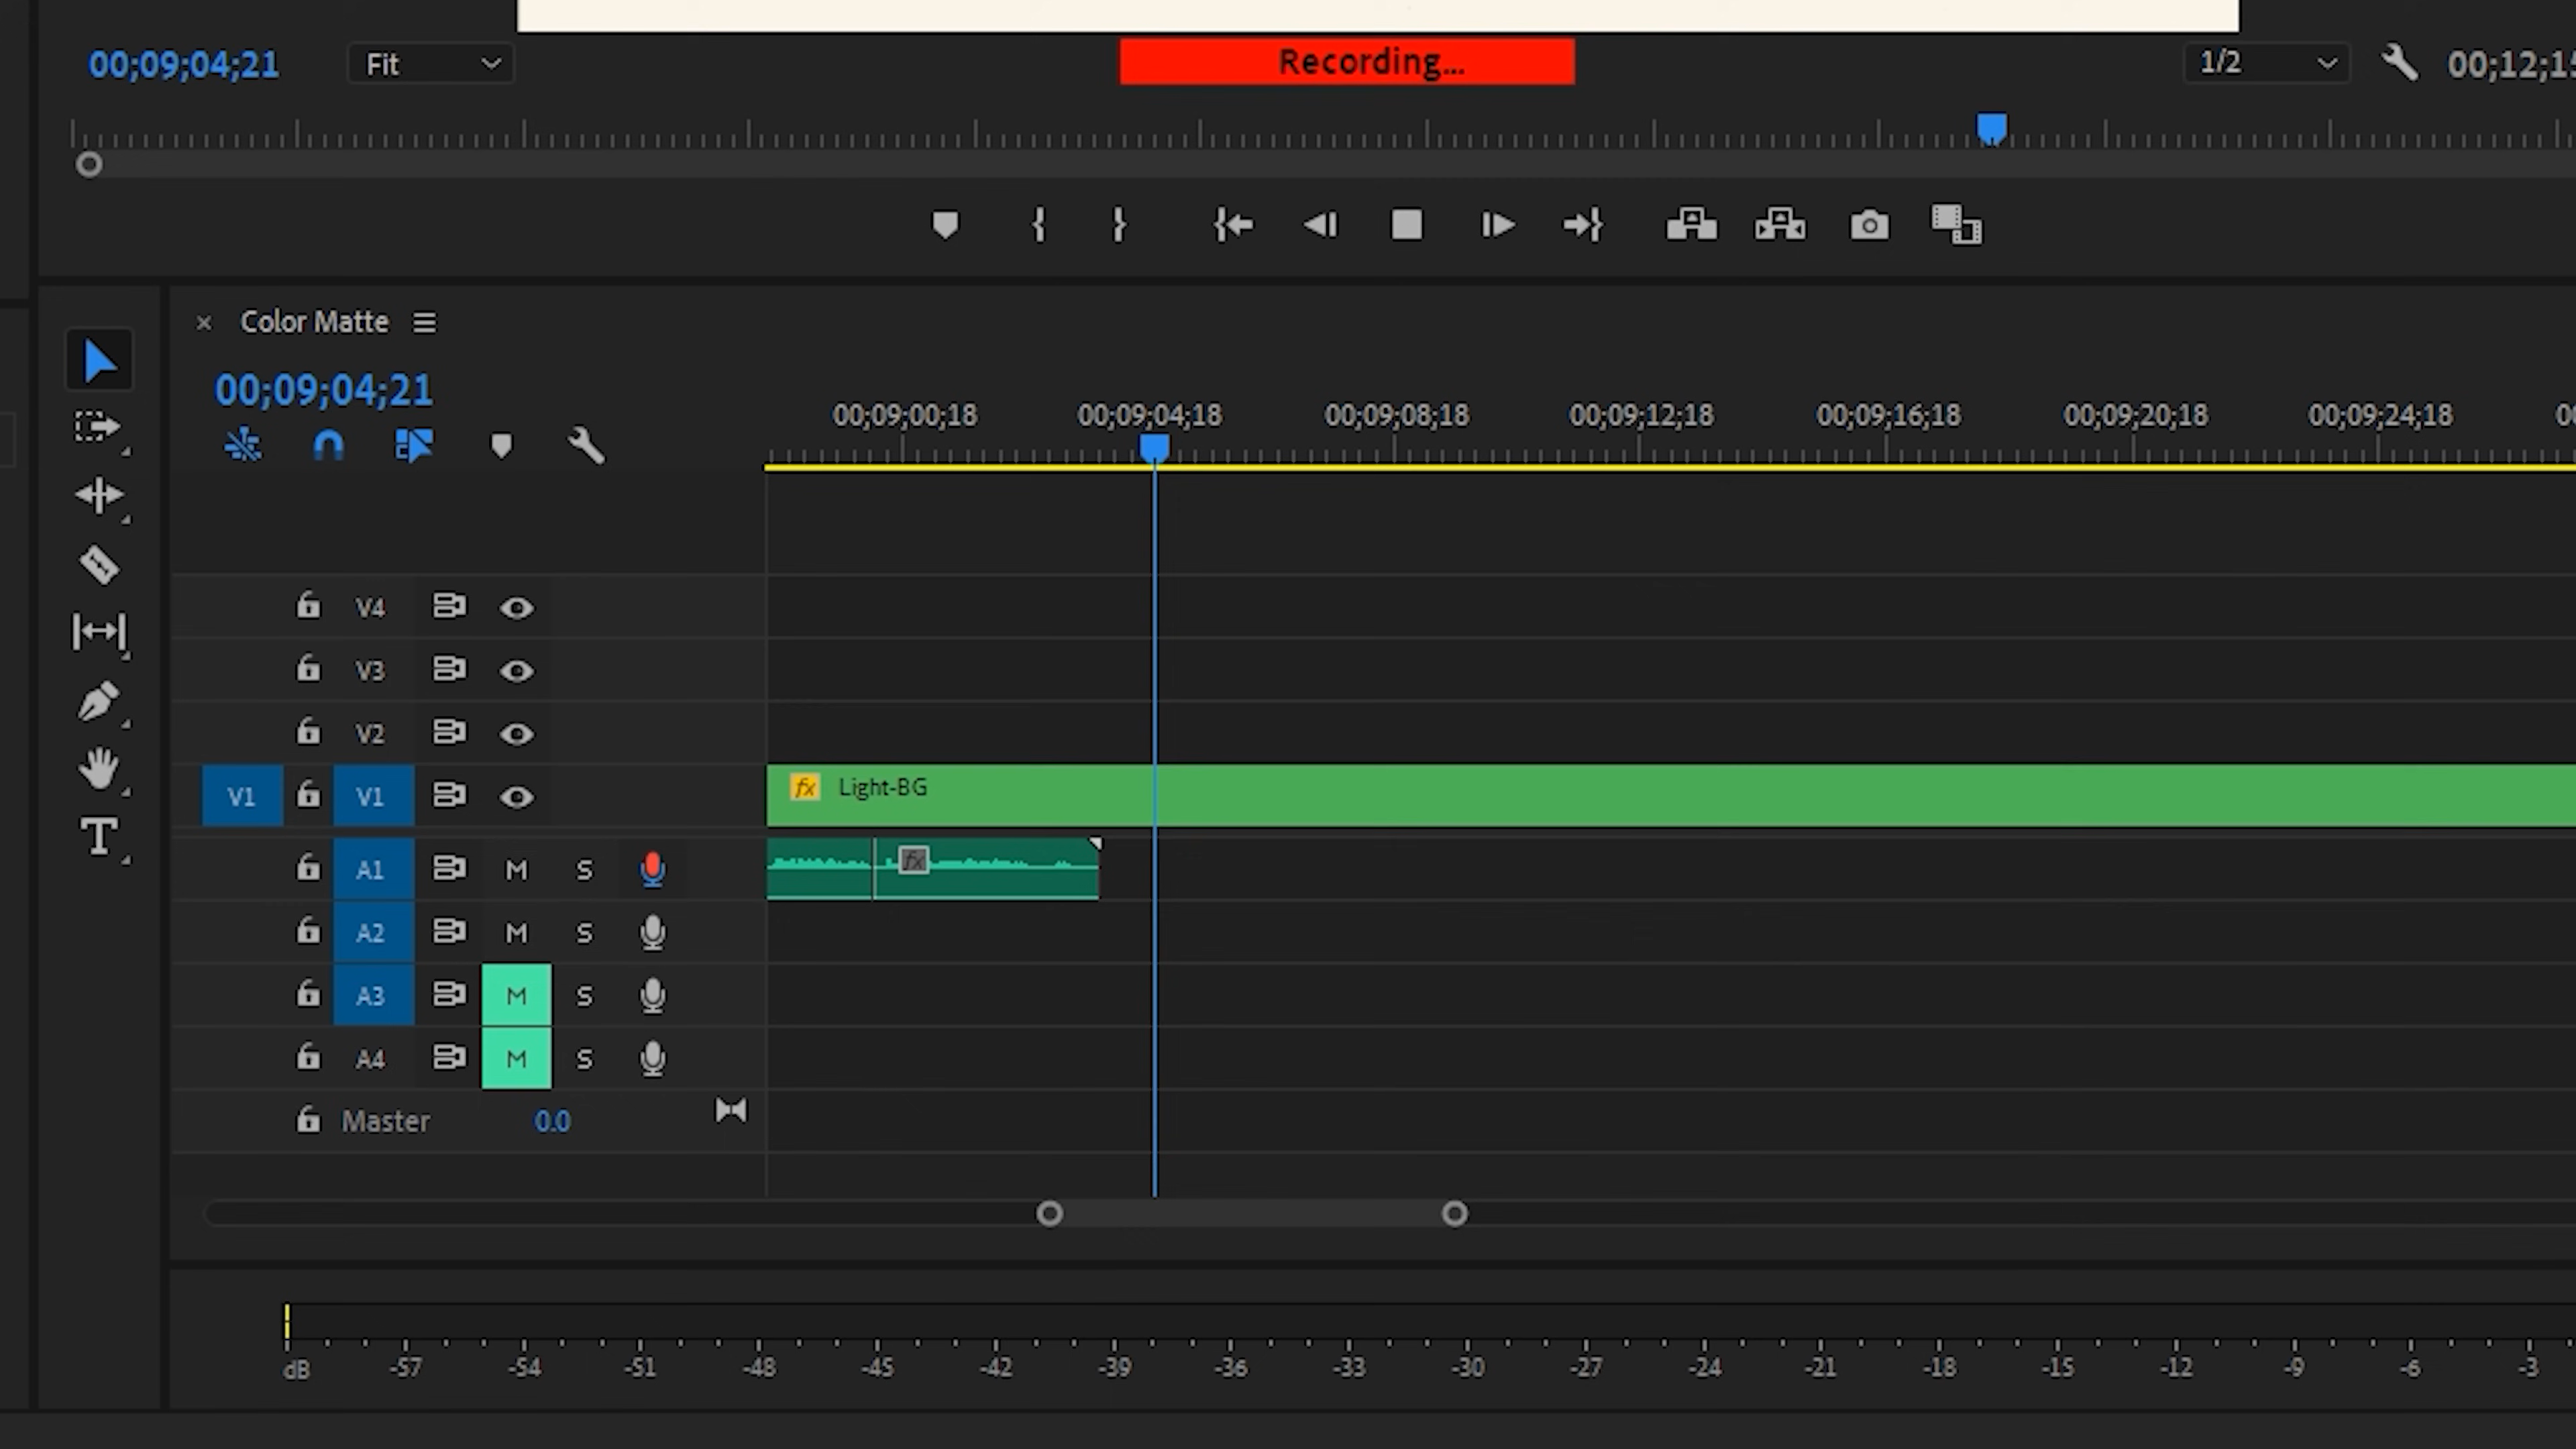 00;09;04;21 Fit Recording... 1/2 00;12;15
Color Matte
00;09;04;21
00;09;00;18 00;09;04;18 00;09;08;18 00;09;12;18 00;09;16;18 00;09;20;18 00;09;24;18 00
V4
V3
V2
V1 V1 fx Light-BG
A1 M S fx
A2 M S
A3 M S
A4 M S
Master 0.0
dB -57 -54 -51 -48 -45 -42 -39 -36 -33 -30 -27 -24 -21 -18 -15 -12 -9 -6 -3
T